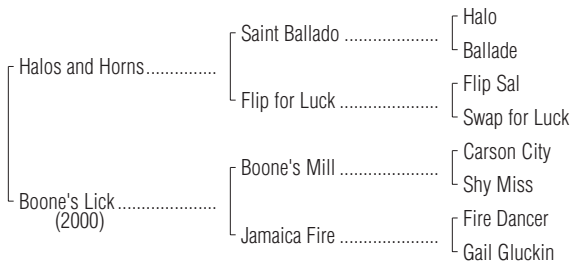 Halo
Saint Ballado ....................
Ballade
Halos and Horns...............
Flip Sal
Flip for Luck .....................
Swap for Luck
Carson City
Boone's Mill .....................
Shy Miss
Boone's Lick .....................
(2000)
Fire Dancer
Jamaica Fire .....................
Gail Gluckin